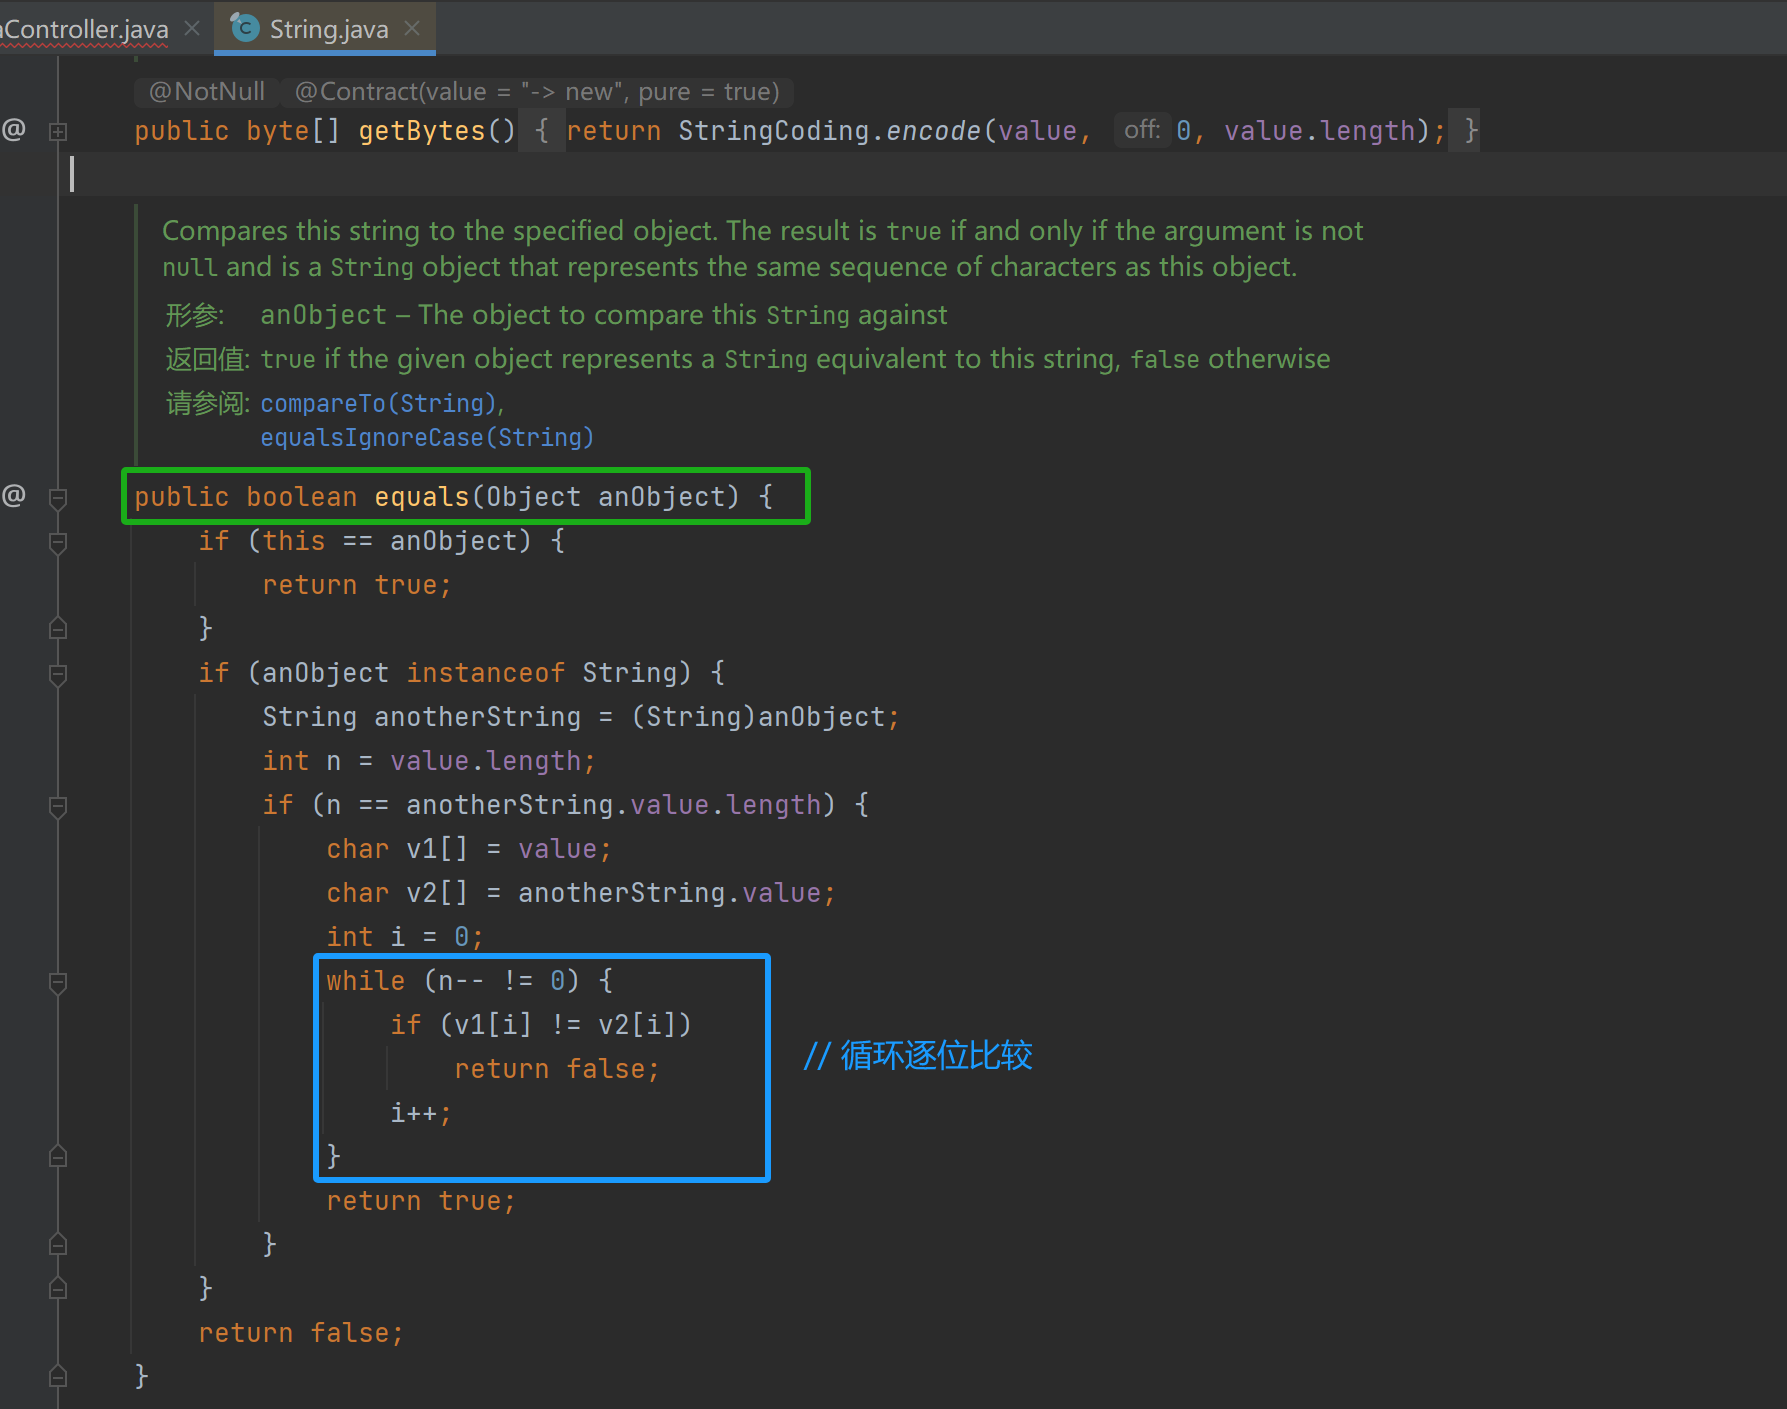 aController.java × String.java ×
@NotNull @Contract(value = "-> new", pure = true)
@ public byte[] getBytes() { return StringCoding.encode(value, off: 0, value.length); }
Compares this string to the specified object. The result is true if and only if the argument is not
null and is a String object that represents the same sequence of characters as this object.
形参: anObject – The object to compare this String against
返回值: true if the given object represents a String equivalent to this string, false otherwise
请参阅: compareTo(String),
equalsIgnoreCase(String)
@ public boolean equals(Object anObject) {
if (this == anObject) {
return true;
}
if (anObject instanceof String) {
String anotherString = (String)anObject;
int n = value.length;
if (n == anotherString.value.length) {
char v1[] = value;
char v2[] = anotherString.value;
int i = 0;
while (n-- != 0) {
if (v1[i] != v2[i])
// 循环逐位比较
return false;
i++;
}
return true;
}
}
return false;
}